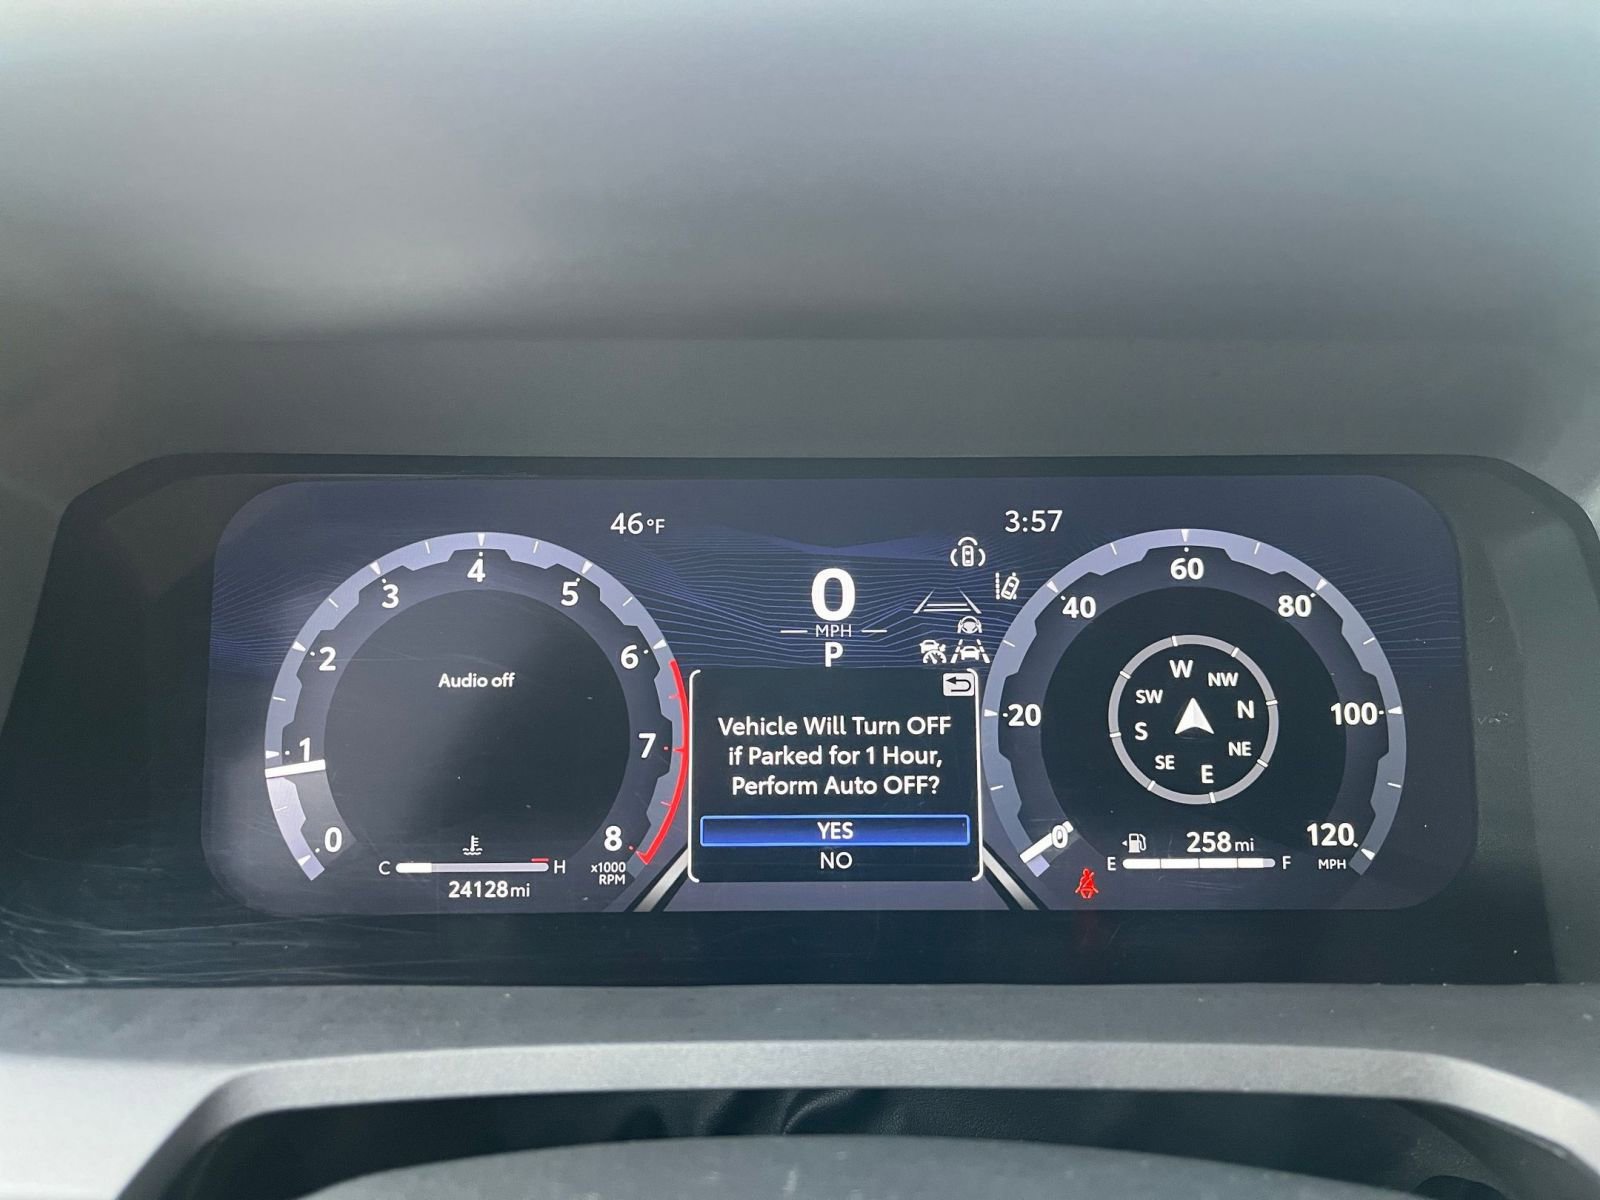 46°F
3:57
0
MPH
P
Audio off
0
1
2
3
4
5
6
7
8
x1000
RPM
C
H
24128mi
Vehicle Will Turn OFF
if Parked for 1 Hour,
Perform Auto OFF?
YES
NO
0
20
40
60
80
100
120
MPH
W
NW
N
NE
E
SE
S
SW
258mi
E
F